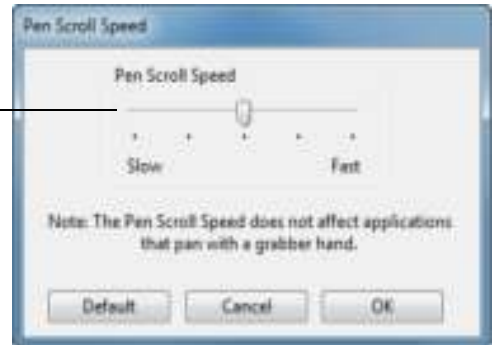 Pen Scroll Speed
Pen Scroll Speed
Slow Fast
Note: The Pen Scroll Speed does not affect applications
that pan with a grabber hand.
Default Cancel OK